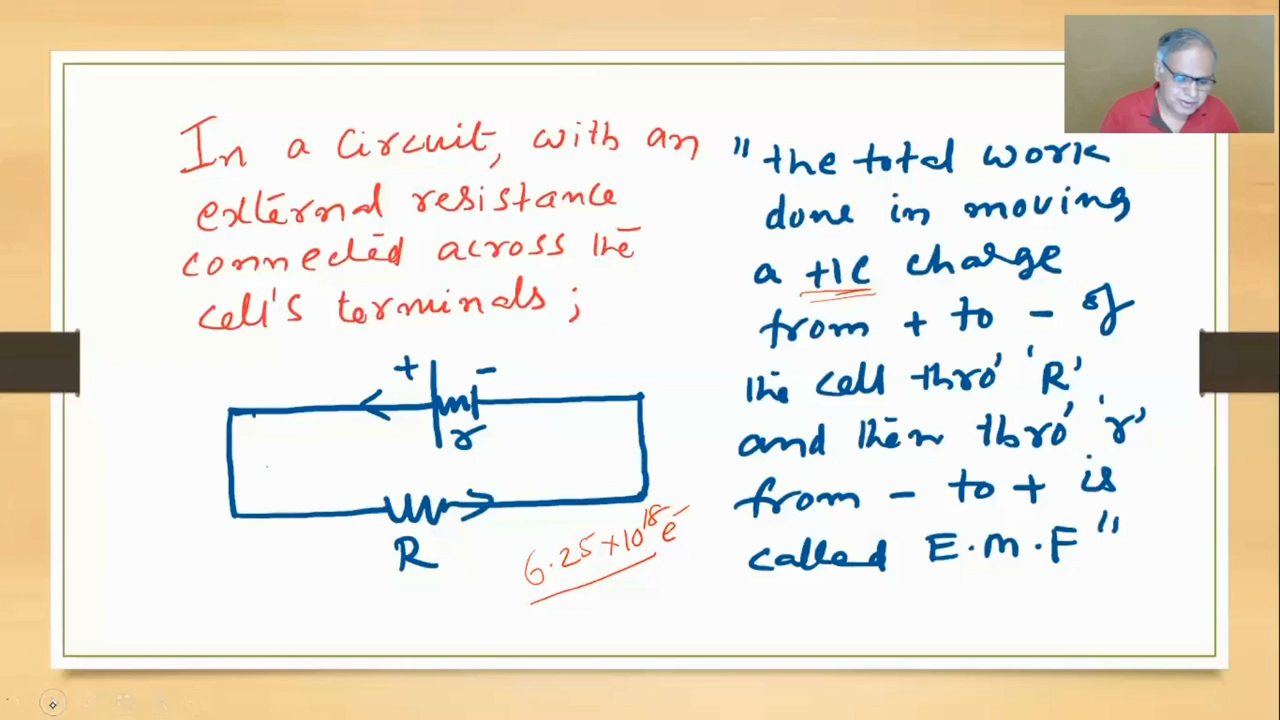 In a circuit, with an
external resistance
connected across the
cell's terminals ;
+ -
r
R
6.25 × 10¹⁸ e⁻
"the total work
done in moving
a +1C charge
from + to - of
the cell thro' 'R'
and then thro' 'r'
from - to + is
called E.M.F"